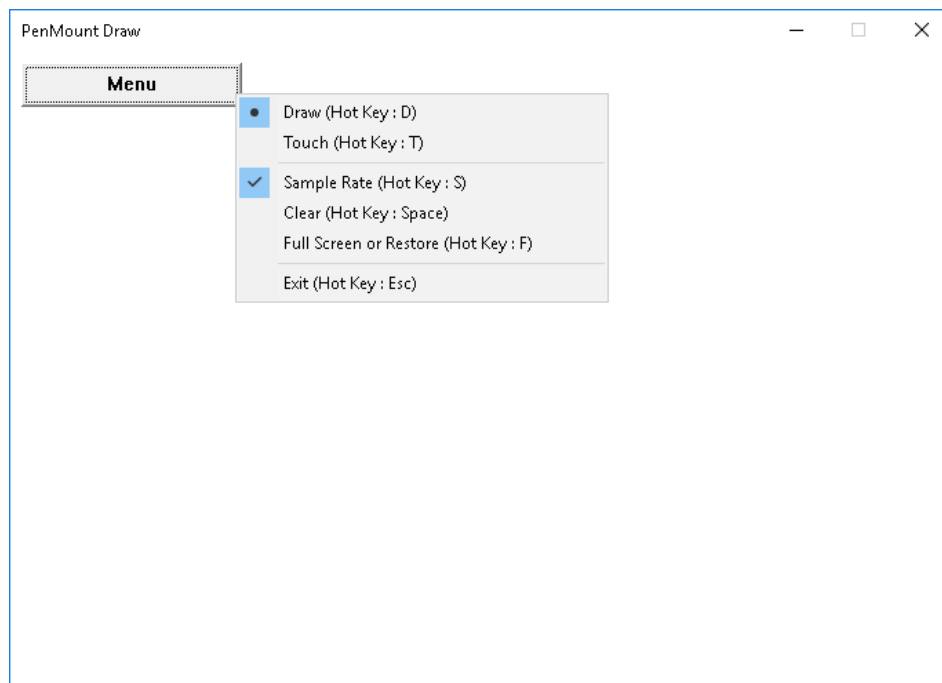 PenMount Draw
Menu
Draw (Hot Key : D)
Touch (Hot Key : T)
Sample Rate (Hot Key : S)
Clear (Hot Key : Space)
Full Screen or Restore (Hot Key : F)
Exit (Hot Key : Esc)